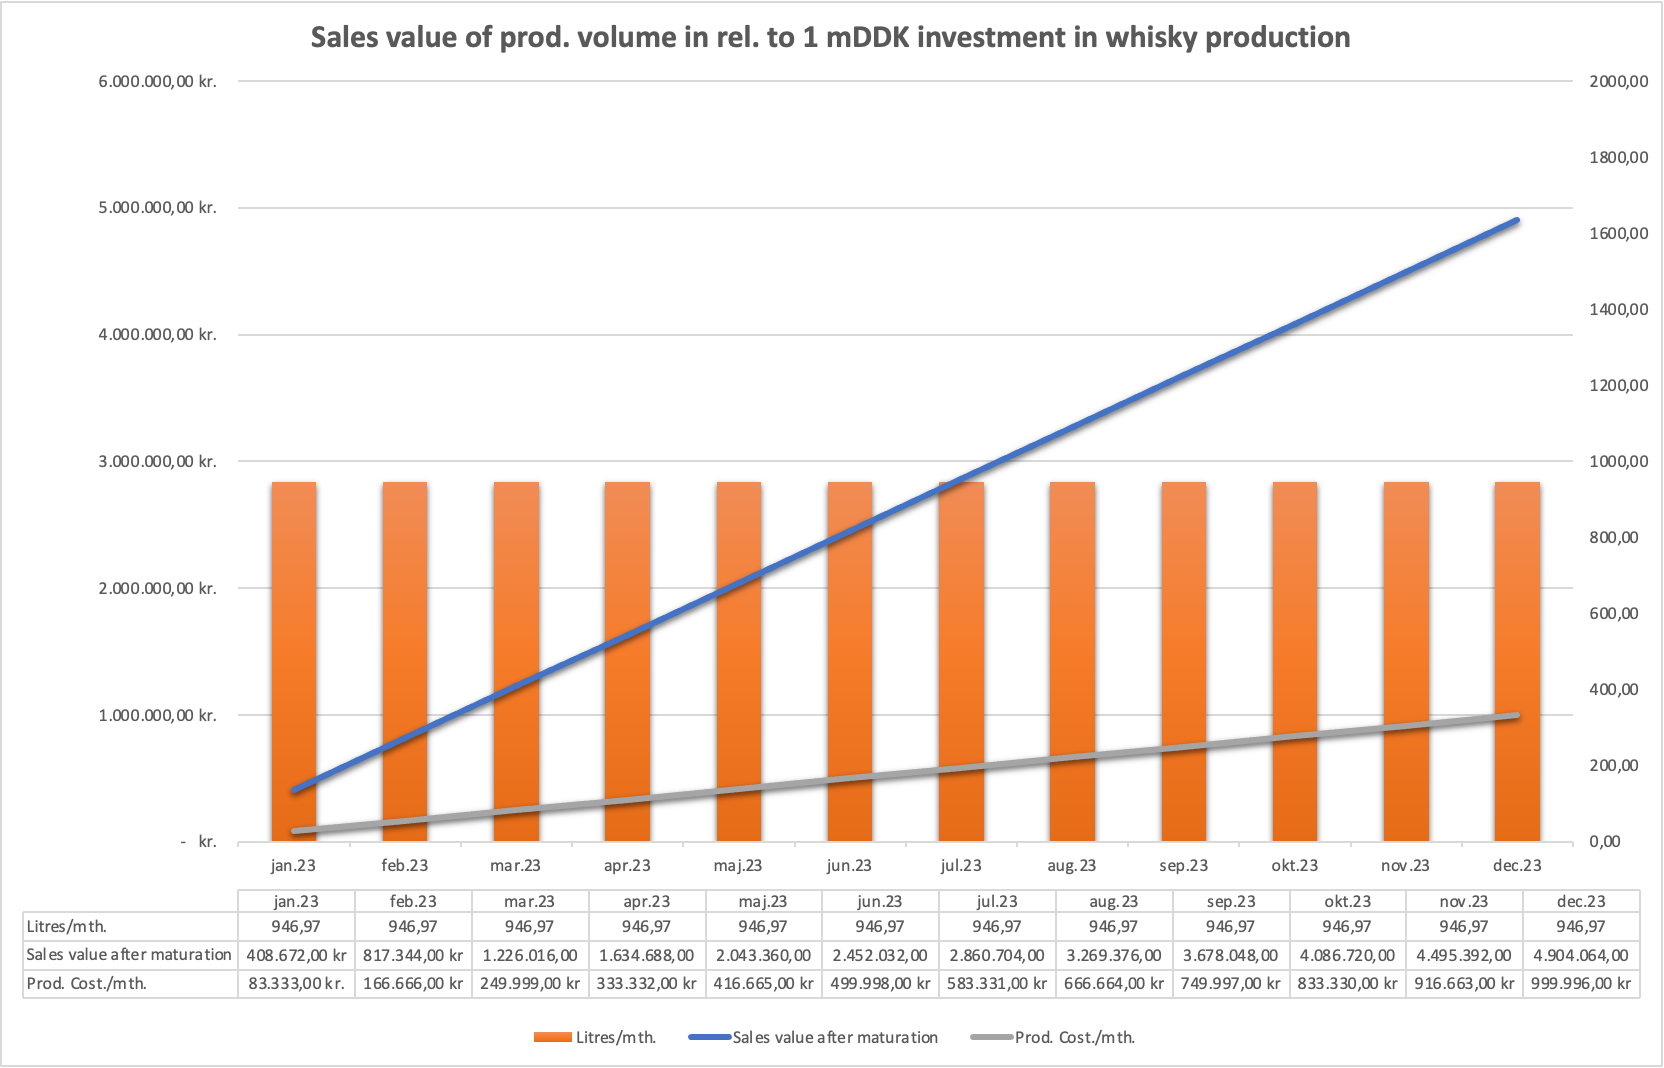 Sales value of prod. volume in rel. to 1 mDDK investment in whisky production
6.000.000,00 kr. 2000,00
1800,00
5.000.000,00 kr.
1600,00
1400,00
4.000.000,00 kr.
1200,00
3.000.000,00 kr. 1000,00
800,00
2.000.000,00 kr.
600,00
400,00
1.000.000,00 kr.
200,00
- kr. 0,00
jan.23 feb.23 mar.23 apr.23 maj.23 jun.23 jul.23 aug.23 sep.23 okt.23 nov.23 dec.23
jan.23 feb.23 mar.23 apr.23 maj.23 jun.23 jul.23 aug.23 sep.23 okt.23 nov.23 dec.23
Litres/mth. 946,97 946,97 946,97 946,97 946,97 946,97 946,97 946,97 946,97 946,97 946,97 946,97
Sales value after maturation 408.672,00 kr 817.344,00 kr 1.226.016,00 1.634.688,00 2.043.360,00 2.452.032,00 2.860.704,00 3.269.376,00 3.678.048,00 4.086.720,00 4.495.392,00 4.904.064,00
Prod. Cost./mth. 83.333,00 kr. 166.666,00 kr 249.999,00 kr 333.332,00 kr 416.665,00 kr 499.998,00 kr 583.331,00 kr 666.664,00 kr 749.997,00 kr 833.330,00 kr 916.663,00 kr 999.996,00 kr
Litres/mth. Sales value after maturation Prod. Cost./mth.